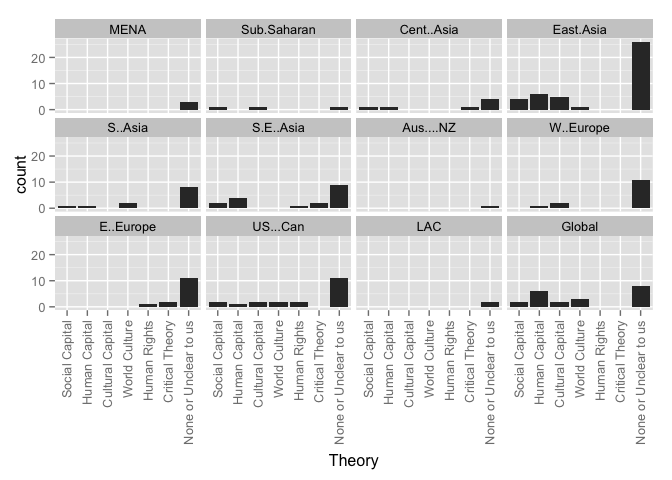 MENA Sub.Saharan Cent..Asia East.Asia
20
10
0
S..Asia S.E..Asia Aus....NZ W..Europe
20
10
0
E..Europe US...Can LAC Global
20
10
0
count
Social Capital
Human Capital
Cultural Capital
World Culture
Human Rights
Critical Theory
None or Unclear to us
Social Capital
Human Capital
Cultural Capital
World Culture
Human Rights
Critical Theory
None or Unclear to us
Social Capital
Human Capital
Cultural Capital
World Culture
Human Rights
Critical Theory
None or Unclear to us
Social Capital
Human Capital
Cultural Capital
World Culture
Human Rights
Critical Theory
None or Unclear to us
Theory